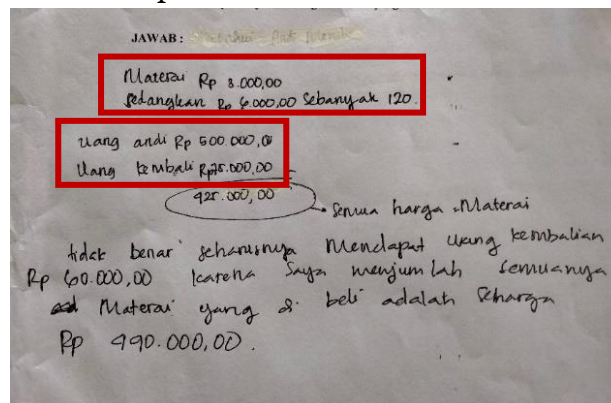 JAWAB :
Materai Rp 3.000,00
sedangkan Rp 6.000,00 Sebanyak 120.
uang andi Rp 500.000,00
Uang kembali Rp75.000,00
425.000,00
Semua harga Materai
tidak benar seharusnya Mendapat uang kembalian
Rp 60.000,00 karena Saya menjumlah semuanya
Materai yang di beli adalah Seharga
Rp 440.000,00.